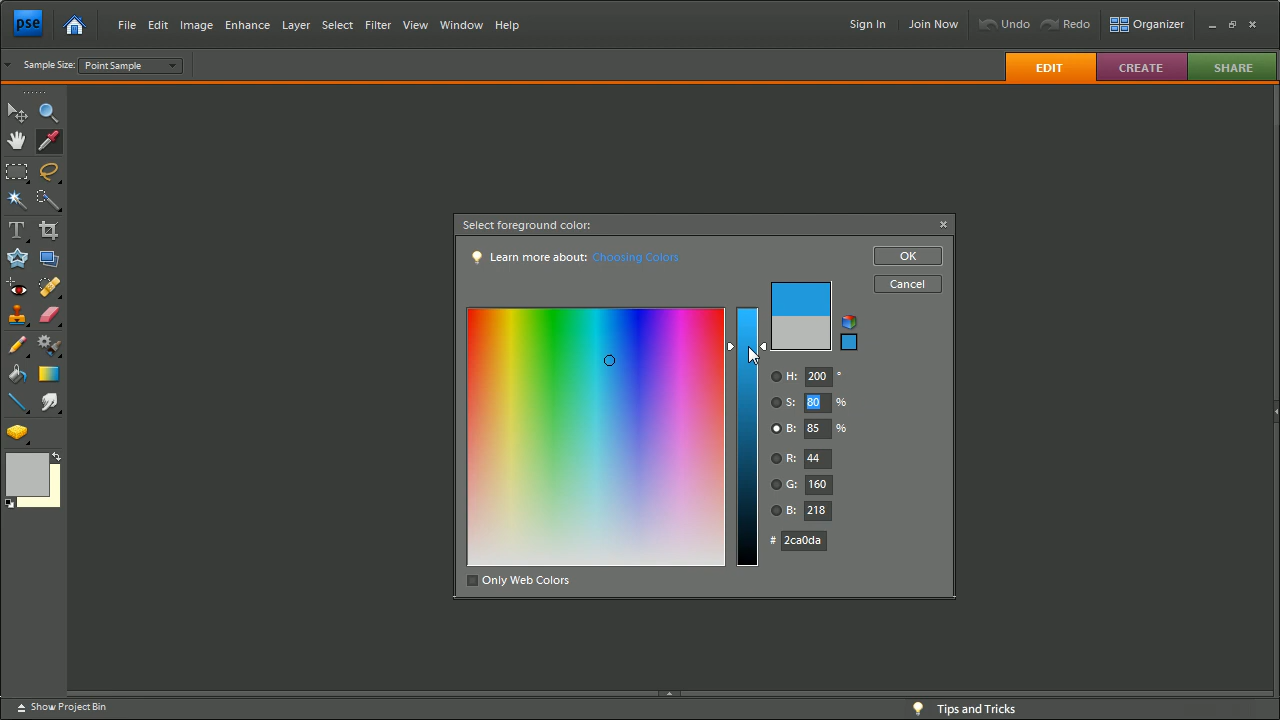 pse File Edit Image Enhance Layer Select Filter View Window Help Sign In Join Now Undo Redo Organizer
Sample Size: Point Sample EDIT CREATE SHARE
T
Select foreground color:
Learn more about: Choosing Colors OK
Cancel
H: 200 °
S: 80 %
B: 85 %
R: 44
G: 160
B: 218
# 2ca0da
Only Web Colors
Show Project Bin Tips and Tricks